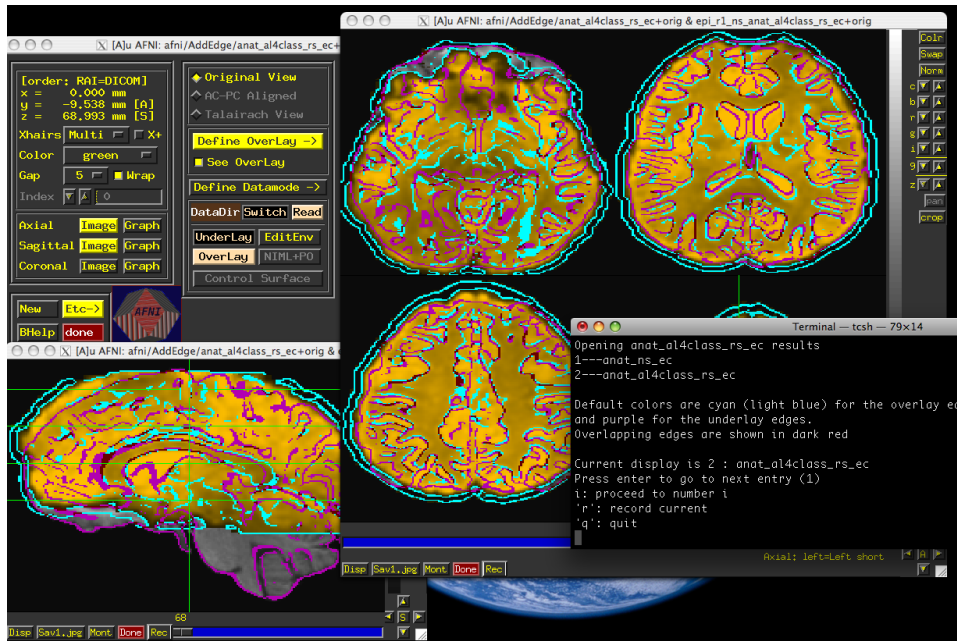 [A]u AFNI: afni/AddEdge/anat_al4class_rs_ec+orig & epi_r1_ns_anat_al4class_rs_ec+orig
[A]u AFNI: afni/AddEdge/anat_al4class_rs_ec+
[order: RAI=DICOM]
x = 0.000 mm
y = -9.538 mm [A]
z = 68.993 mm [S]
Xhairs Multi X+
Color green
Gap 5 Wrap
Index 0
Axial Image Graph
Sagittal Image Graph
Coronal Image Graph
New Etc->
BHelp done
AFNI
Original View
AC-PC Aligned
Talairach View
Define OverLay ->
See OverLay
Define Datamode ->
DataDir Switch Read
UnderLay EditEnv
OverLay NIML+PO
Control Surface
Colr
Swap
Norm
c
b
r
g
i
9
z
pan
crop
[A]u AFNI: afni/AddEdge/anat_al4class_rs_ec+orig &
68
Disp Sav1.jpg Mont Done Rec
S
Terminal — tcsh — 79×14
Opening anat_al4class_rs_ec results
1---anat_ns_ec
2---anat_al4class_rs_ec
Default colors are cyan (light blue) for the overlay e
and purple for the underlay edges.
Overlapping edges are shown in dark red
Current display is 2 : anat_al4class_rs_ec
Press enter to go to next entry (1)
i: proceed to number i
'r': record current
'q': quit
Axial: left=Left short
A
Disp Sav1.jpg Mont Done Rec